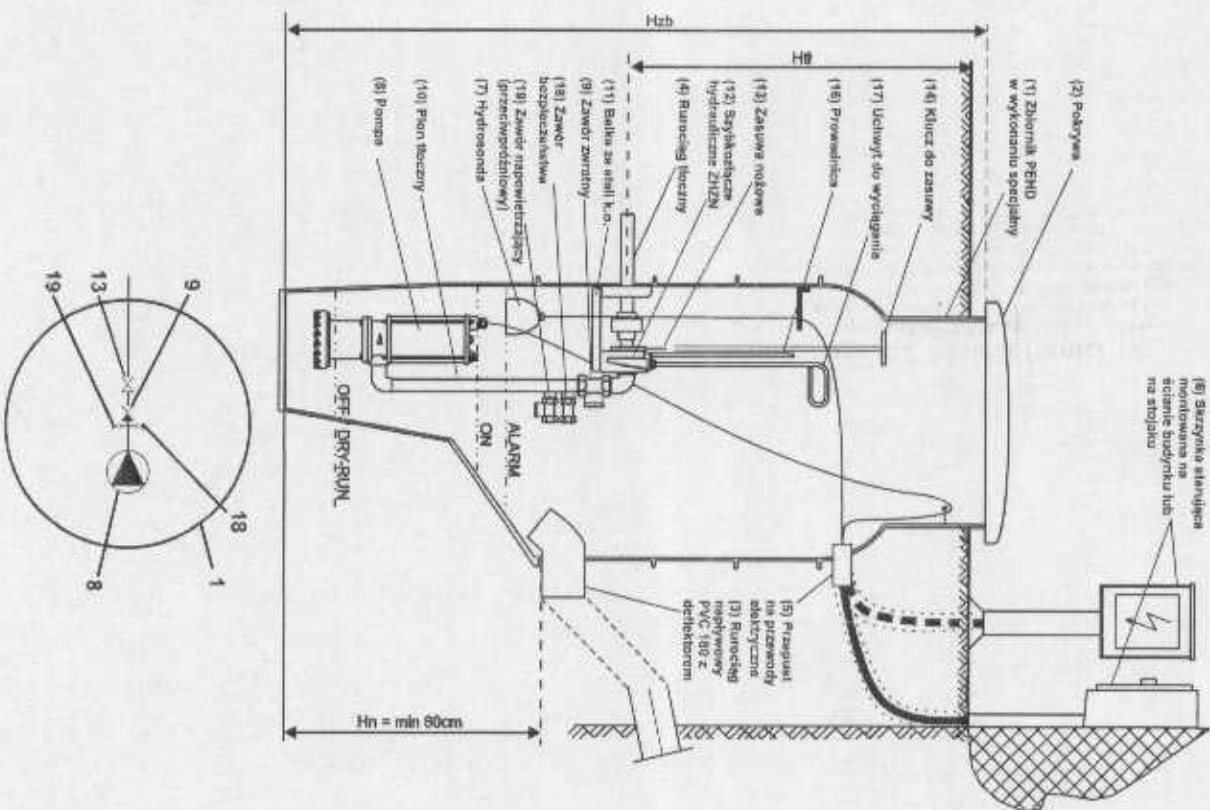 (6) Skrzynka sterująca
montowana na
ścianie budynku lub
na stojaku
(2) Pokrywa
(1) Zbiornik PEHD
w wykonaniu specjalny
(14) Klucz do zasuwy
(17) Uchwyt do wyciągania
(16) Prowadnica
(13) Zasuwa nożowa
(12) Szybkozłącze
hydrauliczne ZHZN
(4) Rurociąg tłoczny
(11) Belka ze stali k.o.
(9) Zawór zwrotny
(18) Zawór
bezpieczeństwa
(19) Zawór napowietrzający
(przeciwpróżniowy)
(7) Hydrosonda
(10) Pion tłoczny
(8) Pompa
Hzb
Htł
(5) Przepust
na przewody
elektryczne
(3) Rurociąg
napływowy
PVC 160 z
deflektorem
ALARM
ON
OFF DRY-RUN
Hn = min 80cm
9
13
19
18
1
8